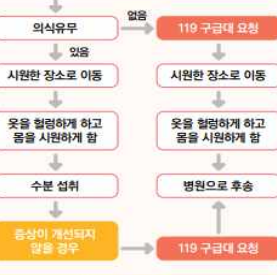 의식유무
없음
119 구급대 요청
있음
시원한 장소로 이동
시원한 장소로 이동
옷을 헐렁하게 하고
몸을 시원하게 함
옷을 헐렁하게 하고
몸을 시원하게 함
수분 섭취
병원으로 후송
증상이 개선되지
않을 경우
119 구급대 요청